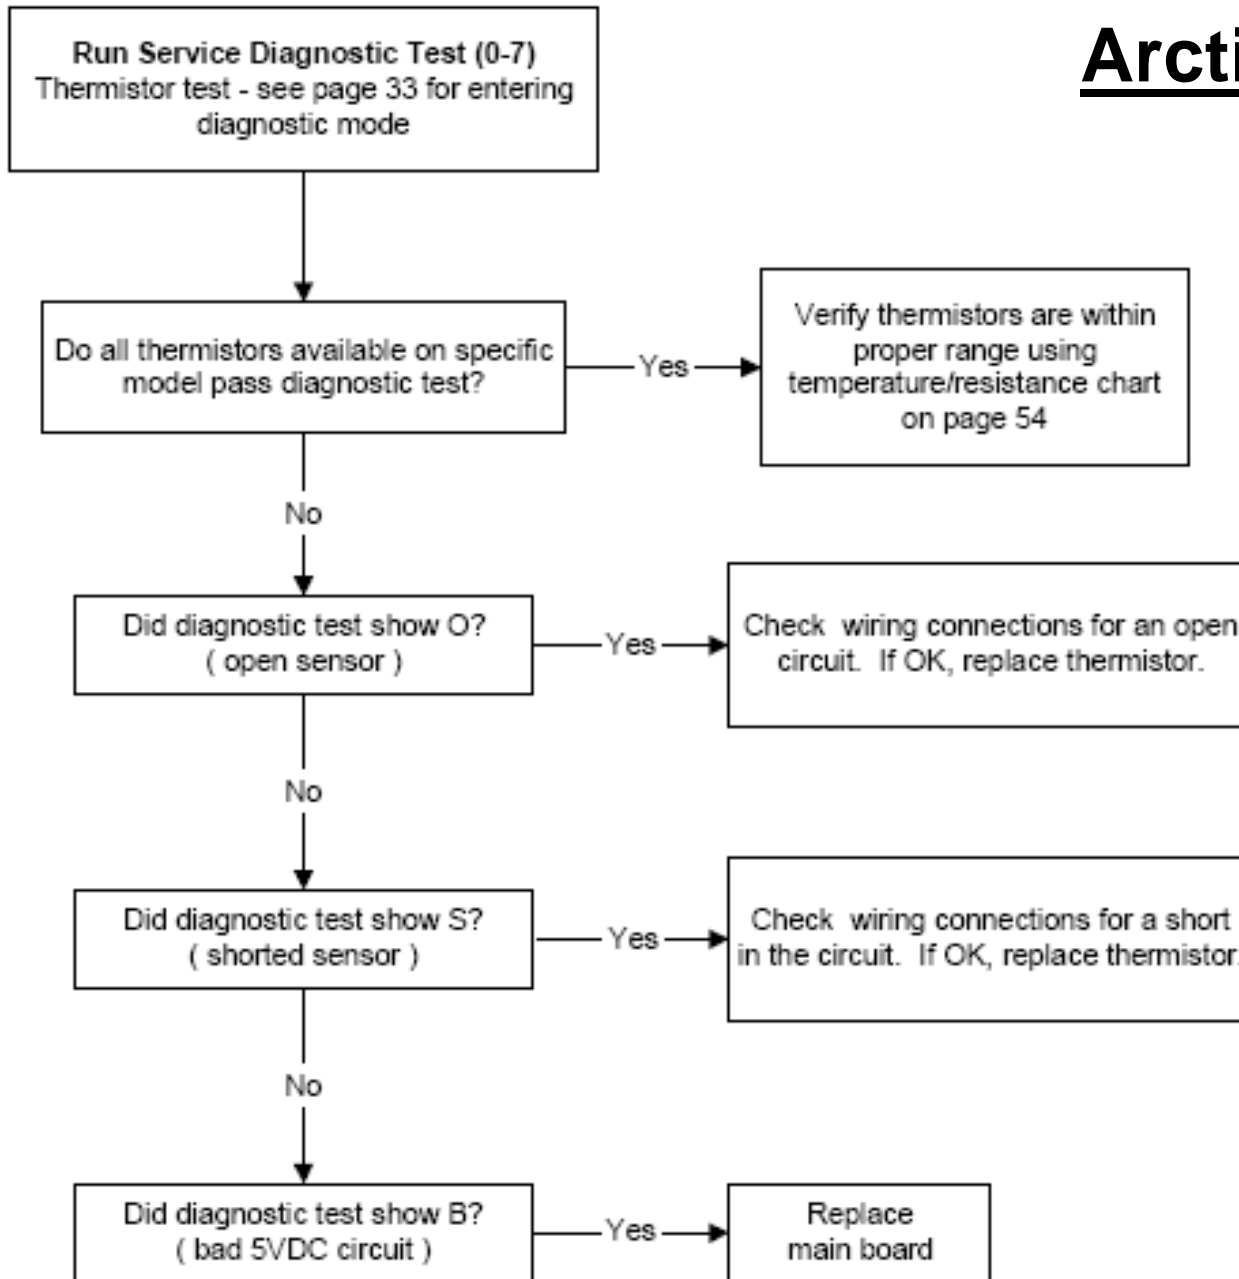 Run Service Diagnostic Test (0-7)
Thermistor test - see page 33 for entering
diagnostic mode
Arcti
Do all thermistors available on specific
model pass diagnostic test?
Yes
Verify thermistors are within
proper range using
temperature/resistance chart
on page 54
No
Did diagnostic test show O?
( open sensor )
Yes
Check wiring connections for an open
circuit. If OK, replace thermistor.
No
Did diagnostic test show S?
( shorted sensor )
Yes
Check wiring connections for a short
in the circuit. If OK, replace thermistor.
No
Did diagnostic test show B?
( bad 5VDC circuit )
Yes
Replace
main board